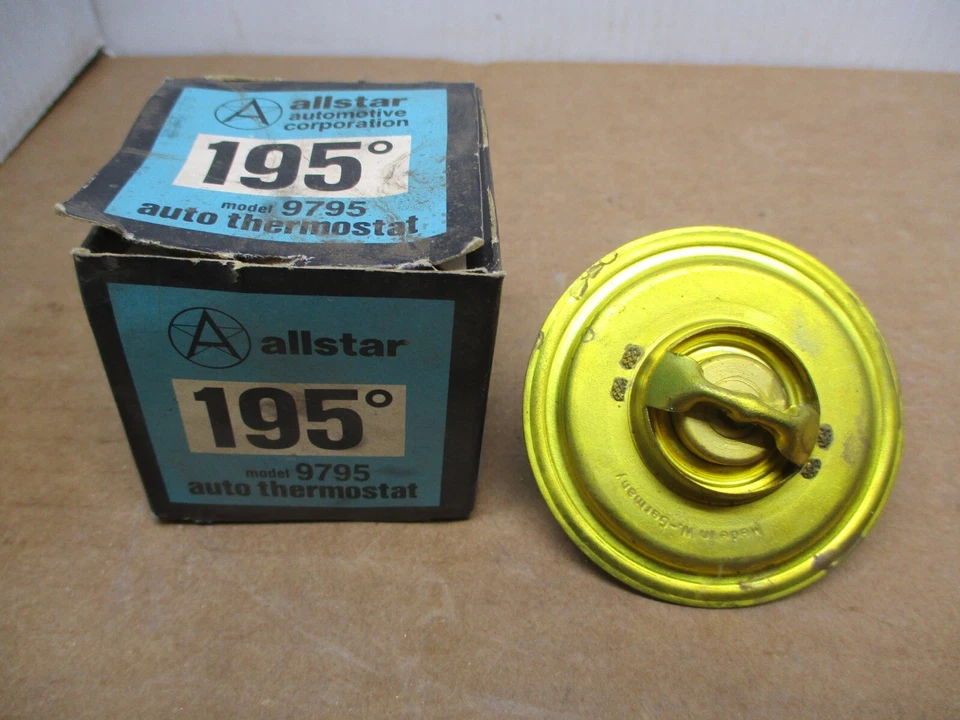 allstar
automotive
corporation
195°
model 9795
auto thermostat
allstar
195°
model 9795
auto thermostat
Made in W.-Germany